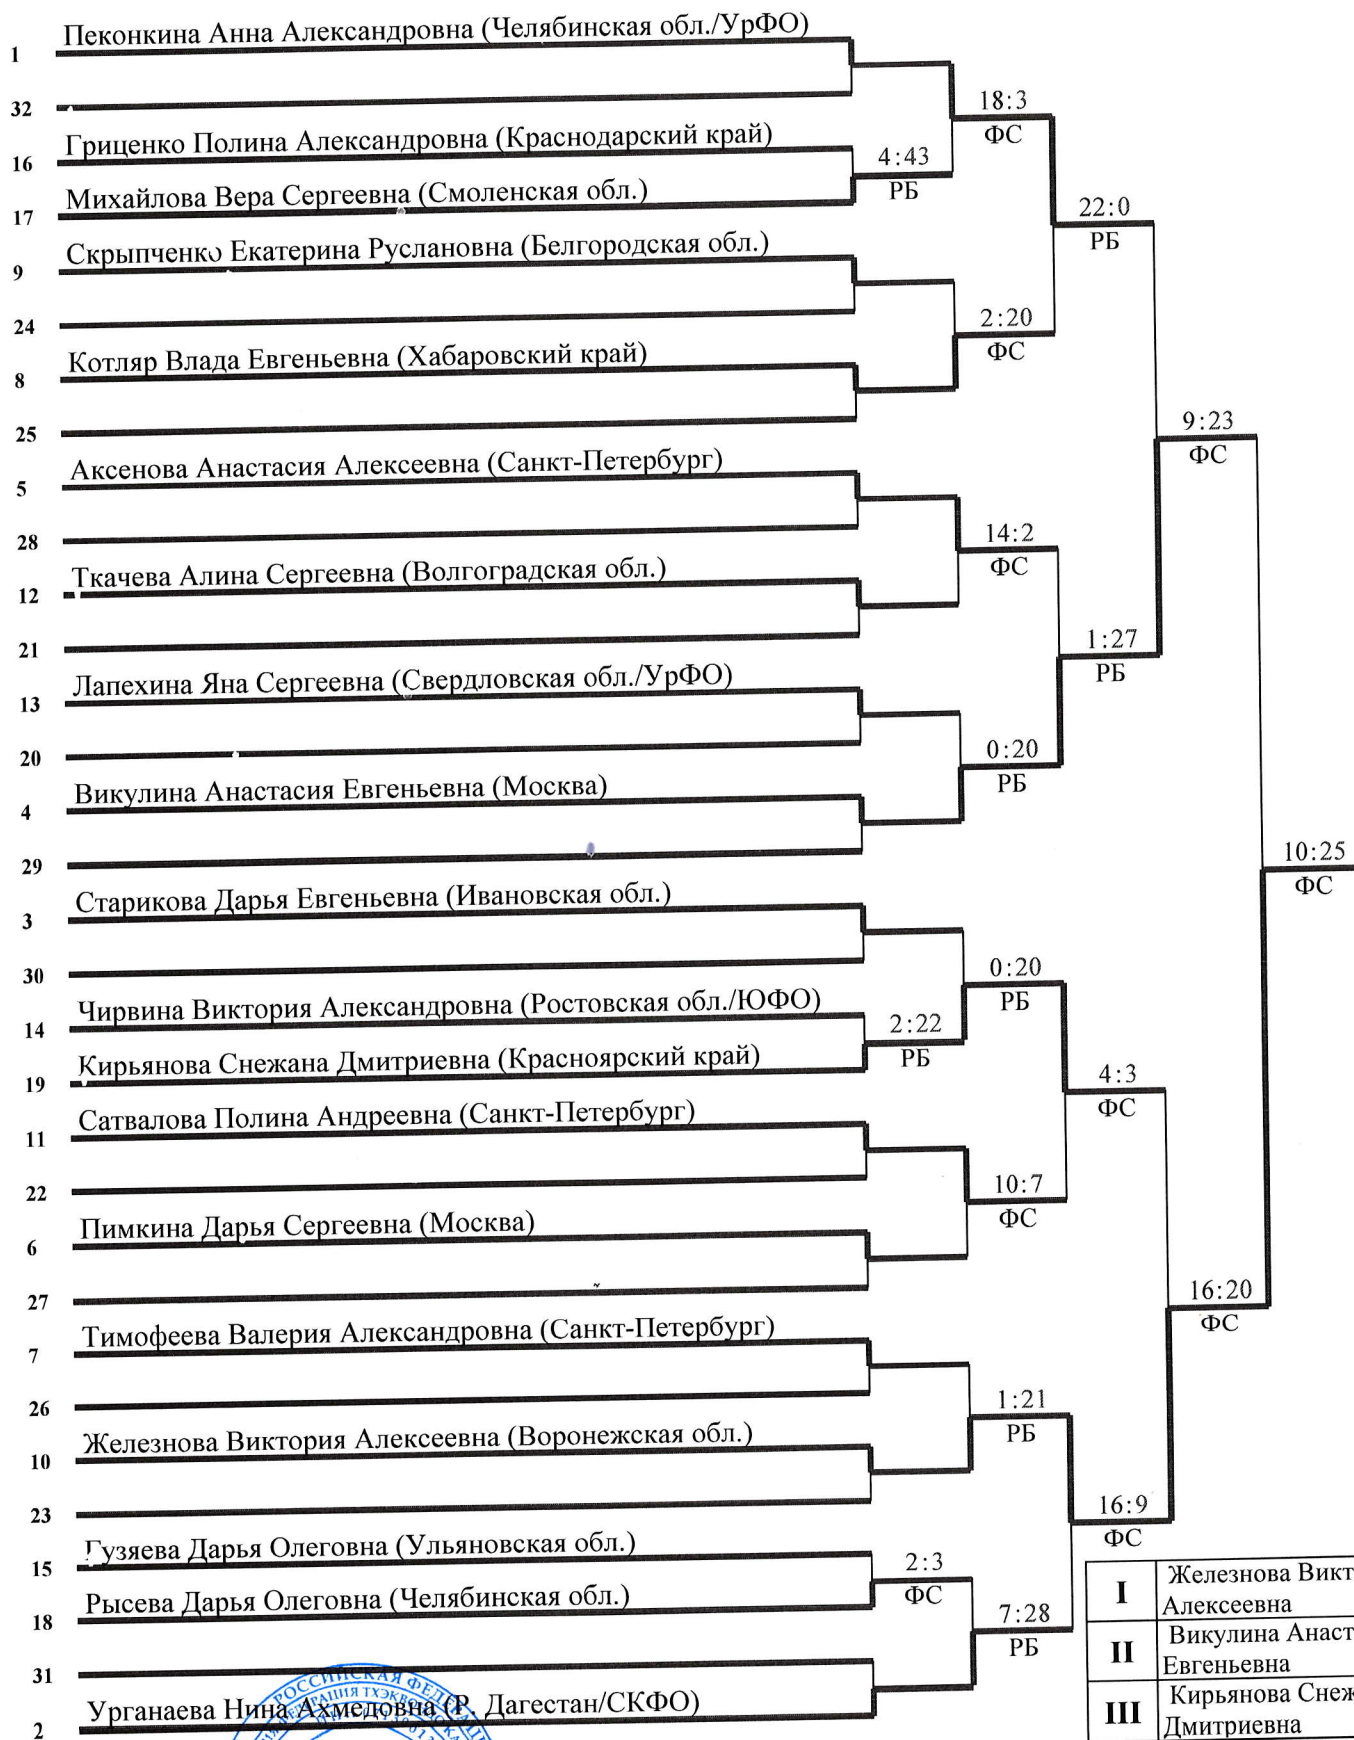 Пеконкина Анна Александровна (Челябинская обл./УрФО)
1
32
18:3
ФС
Гриценко Полина Александровна (Краснодарский край)
16
4:43
РБ
Михайлова Вера Сергеевна (Смоленская обл.)
17
22:0
РБ
Скрыпченко Екатерина Руслановна (Белгородская обл.)
9
24
2:20
ФС
Котляр Влада Евгеньевна (Хабаровский край)
8
25
9:23
ФС
Аксенова Анастасия Алексеевна (Санкт-Петербург)
5
28
14:2
ФС
Ткачева Алина Сергеевна (Волгоградская обл.)
12
21
1:27
РБ
Лапехина Яна Сергеевна (Свердловская обл./УрФО)
13
20
0:20
РБ
Викулина Анастасия Евгеньевна (Москва)
4
29
10:25
ФС
Старикова Дарья Евгеньевна (Ивановская обл.)
3
30
0:20
РБ
Чирвина Виктория Александровна (Ростовская обл./ЮФО)
14
2:22
РБ
Кирьянова Снежана Дмитриевна (Красноярский край)
19
4:3
ФС
Сатвалова Полина Андреевна (Санкт-Петербург)
11
22
10:7
ФС
Пимкина Дарья Сергеевна (Москва)
6
27
16:20
ФС
Тимофеева Валерия Александровна (Санкт-Петербург)
7
26
1:21
РБ
Железнова Виктория Алексеевна (Воронежская обл.)
10
23
16:9
ФС
Гузяева Дарья Олеговна (Ульяновская обл.)
15
2:3
ФС
Рысева Дарья Олеговна (Челябинская обл.)
18
7:28
РБ
31
Урганаева Нина Ахмедовна (Р. Дагестан/СКФО)
2
I Железнова Викт
Алексеевна
II Викулина Анаст
Евгеньевна
III Кирьянова Снеж
Дмитриевна
РОССИЙСКАЯ ФЕДЕРАЦИ